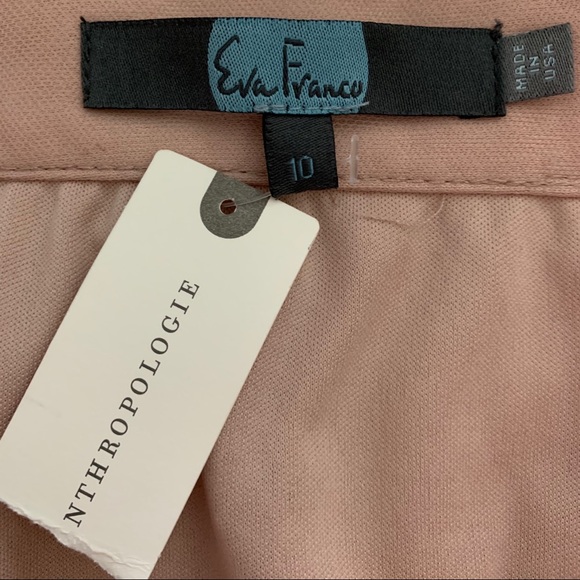 Eva Franco
MADE
IN
USA
10
NTHROPOLOGIE